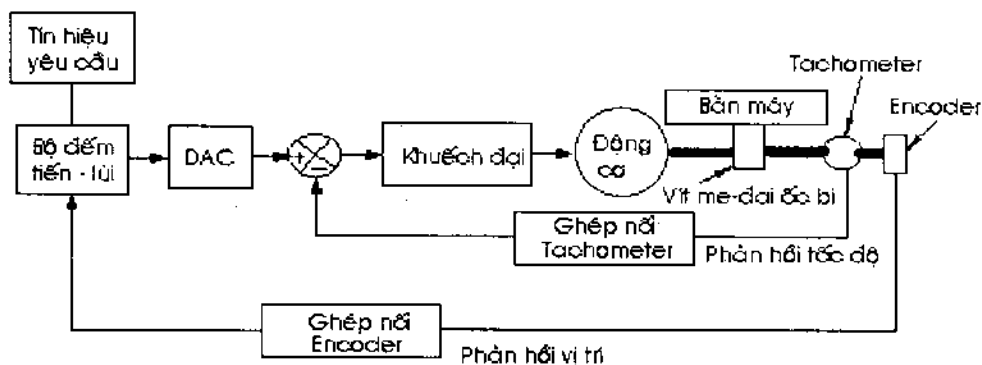 Tín hiệu
yêu cầu
Tachometer
Bàn máy
Encoder
Bộ đếm
tiến - lùi
DAC
Khuếch đại
Động
cơ
Vít me-đai ốc bi
Ghép nối
Tachometer
Phản hồi tốc độ
Ghép nối
Encoder
Phản hồi vị trí